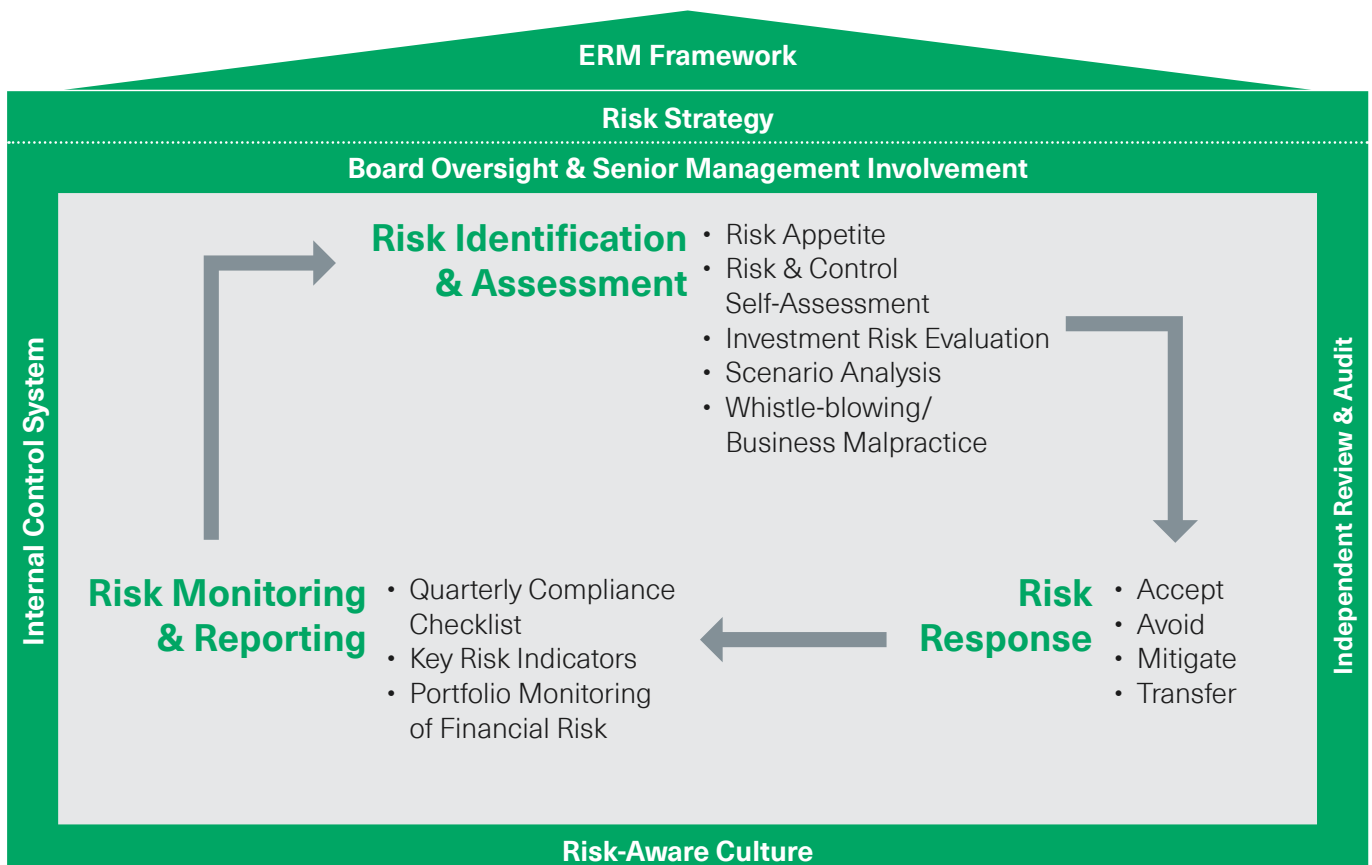 ERM Framework
Risk Strategy
Board Oversight & Senior Management Involvement
Internal Control System
Risk Identification
& Assessment
• Risk Appetite
• Risk & Control
Self-Assessment
• Investment Risk Evaluation
• Scenario Analysis
• Whistle-blowing/
Business Malpractice
Risk Monitoring
& Reporting
• Quarterly Compliance
Checklist
• Key Risk Indicators
• Portfolio Monitoring
of Financial Risk
Risk
Response
• Accept
• Avoid
• Mitigate
• Transfer
Independent Review & Audit
Risk-Aware Culture